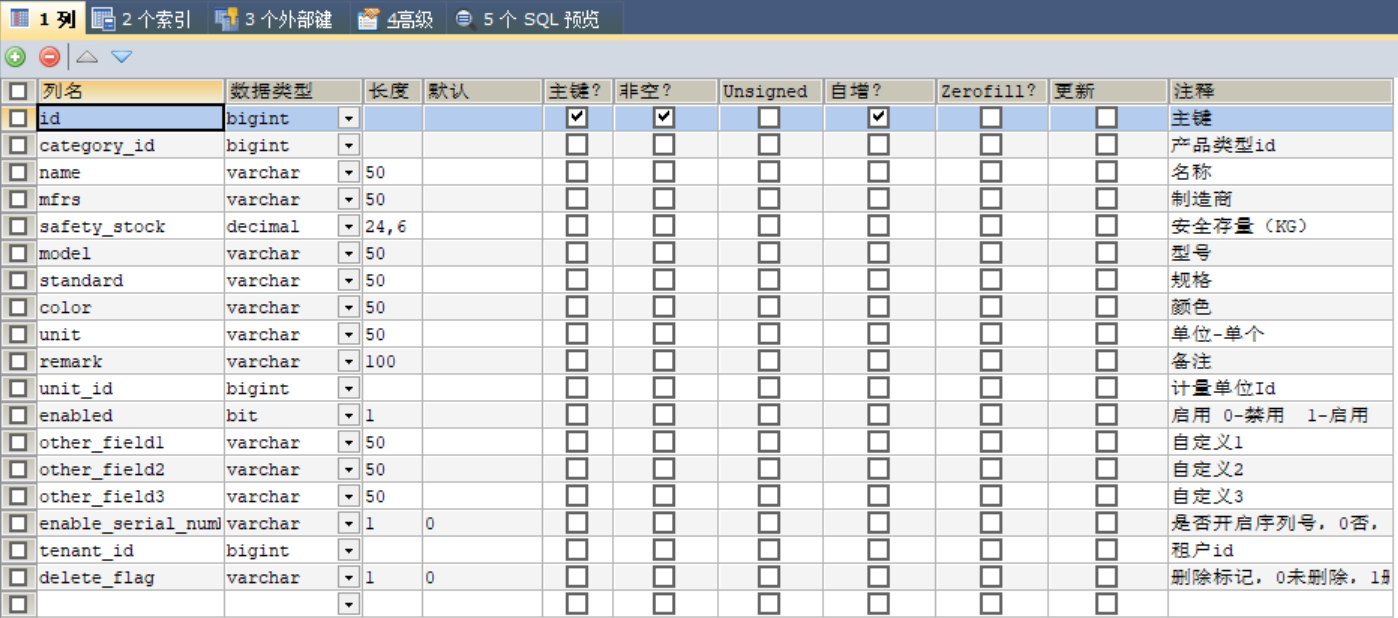 1 列 2 个索引 3 个外部键 4高级 5 个 SQL 预览
列名 数据类型 长度 默认 主键? 非空? Unsigned 自增? Zerofill? 更新 注释
id bigint 主键
category_id bigint 产品类型id
name varchar 50 名称
mfrs varchar 50 制造商
safety_stock decimal 24,6 安全存量（KG）
model varchar 50 型号
standard varchar 50 规格
color varchar 50 颜色
unit varchar 50 单位-单个
remark varchar 100 备注
unit_id bigint 计量单位Id
enabled bit 1 启用 0-禁用 1-启用
other_field1 varchar 50 自定义1
other_field2 varchar 50 自定义2
other_field3 varchar 50 自定义3
enable_serial_num varchar 1 0 是否开启序列号，0否，
tenant_id bigint 租户id
delete_flag varchar 1 0 删除标记，0未删除，1删